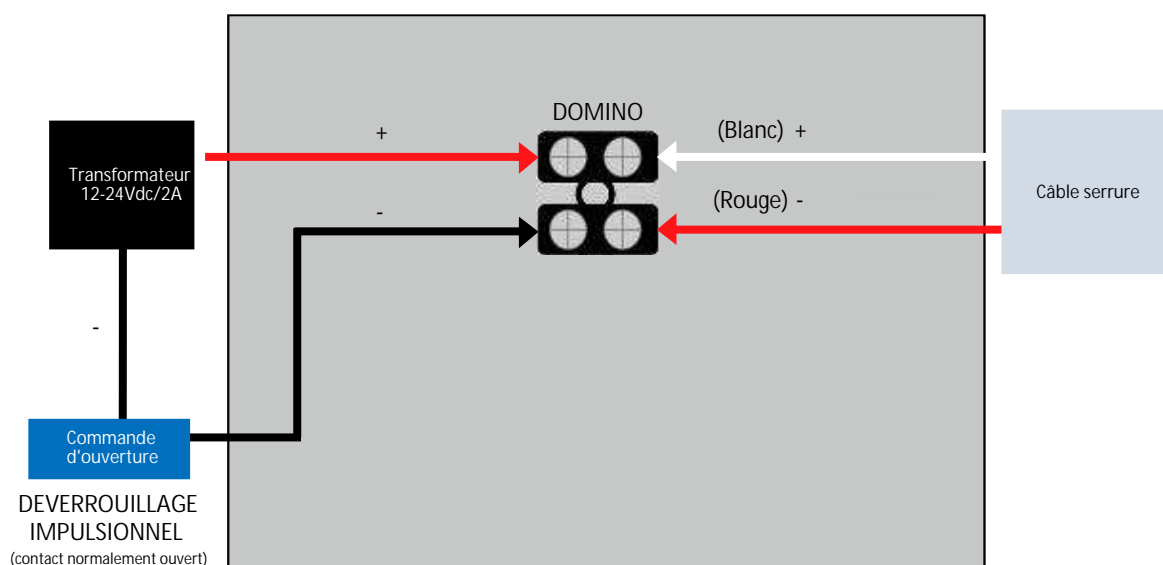 DOMINO
+
(Blanc) +
Transformateur
12-24Vdc/2A
-
(Rouge) -
Câble serrure
-
Commande
d'ouverture
DEVERROUILLAGE
IMPULSIONNEL
(contact normalement ouvert)